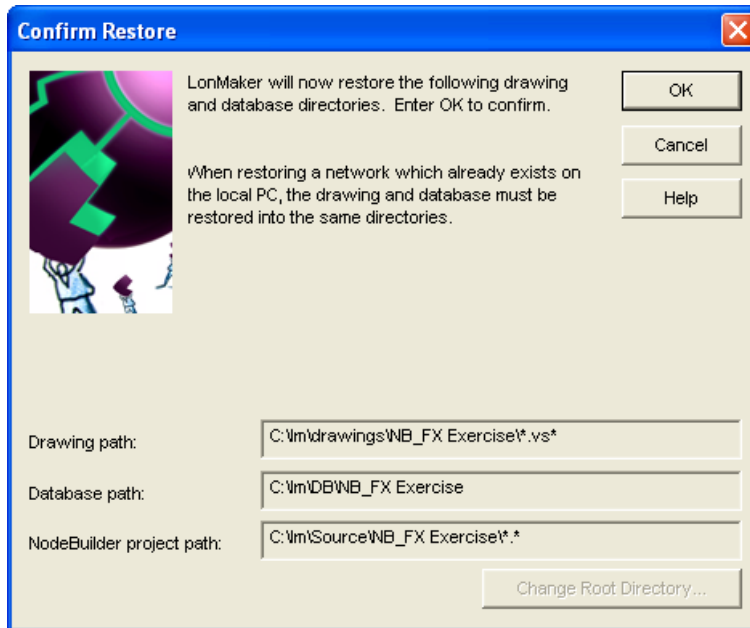 Confirm Restore
LonMaker will now restore the following drawing
and database directories.  Enter OK to confirm.
When restoring a network which already exists on
the local PC, the drawing and database must be
restored into the same directories.
OK
Cancel
Help
Drawing path: C:\lm\drawings\NB_FX Exercise\*.vs*
Database path: C:\lm\DB\NB_FX Exercise
NodeBuilder project path: C:\lm\Source\NB_FX Exercise\*.*
Change Root Directory...